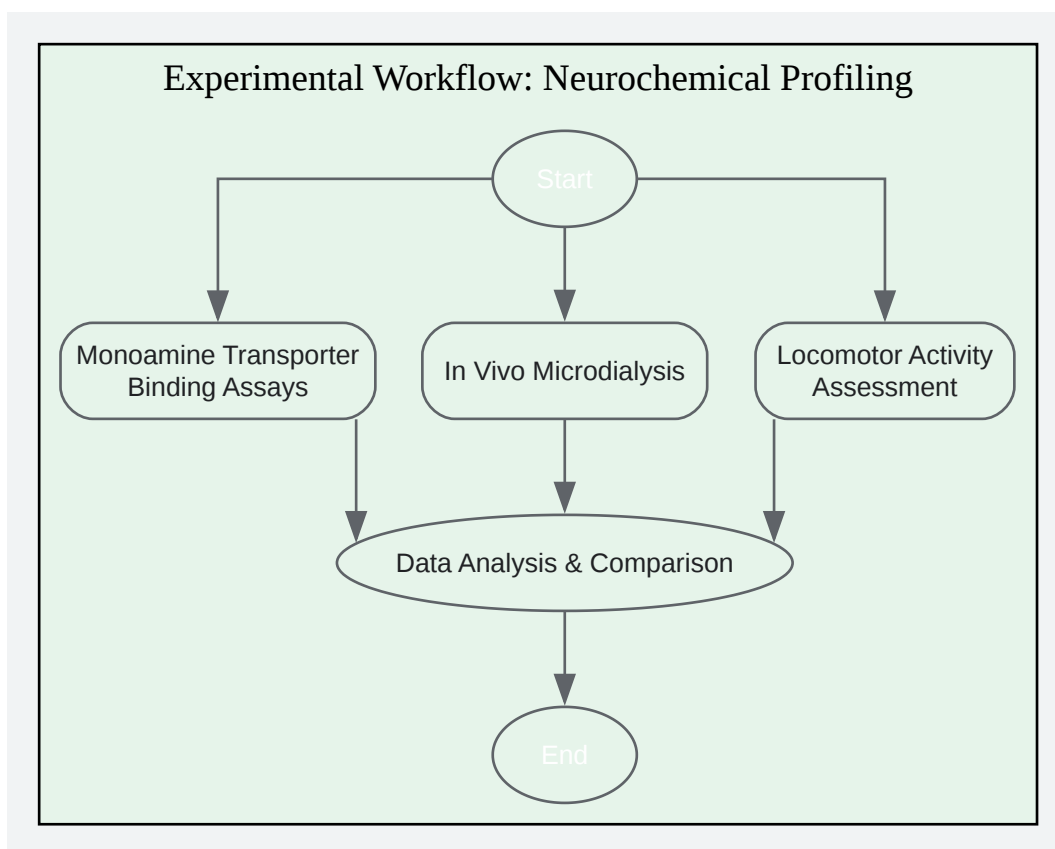 Experimental Workflow: Neurochemical Profiling
Start
Monoamine Transporter
Binding Assays
In Vivo Microdialysis
Locomotor Activity
Assessment
Data Analysis & Comparison
End